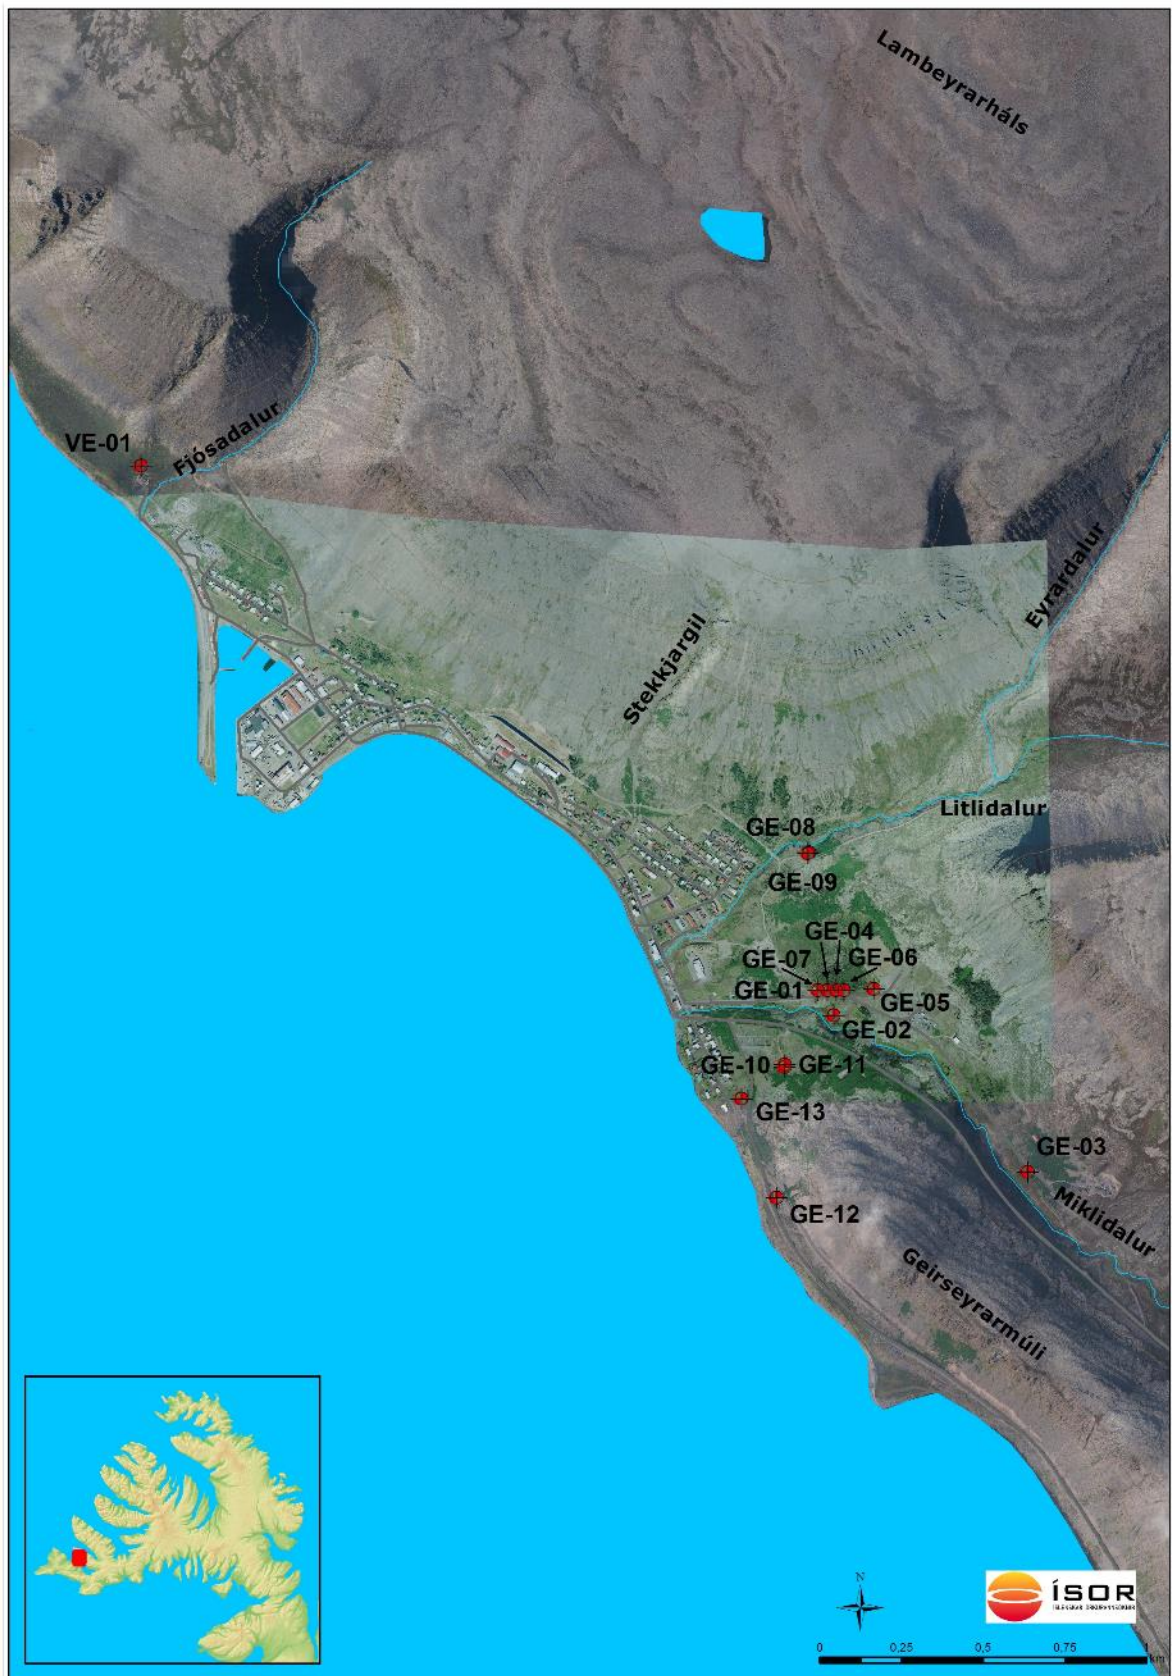 Lambeyrarháls
VE-01
Fjósadalur
Eyrardalur
Stekkjargil
Litlidalur
GE-08
GE-09
GE-04
GE-07
GE-06
GE-01
GE-05
GE-02
GE-10
GE-11
GE-13
GE-03
Miklidalur
GE-12
Geirseyrarmúli
N
ÍSOR
ÍSLENSKAR ORKURANNSÓKNIR
0 0,25 0,5 0,75 1
km